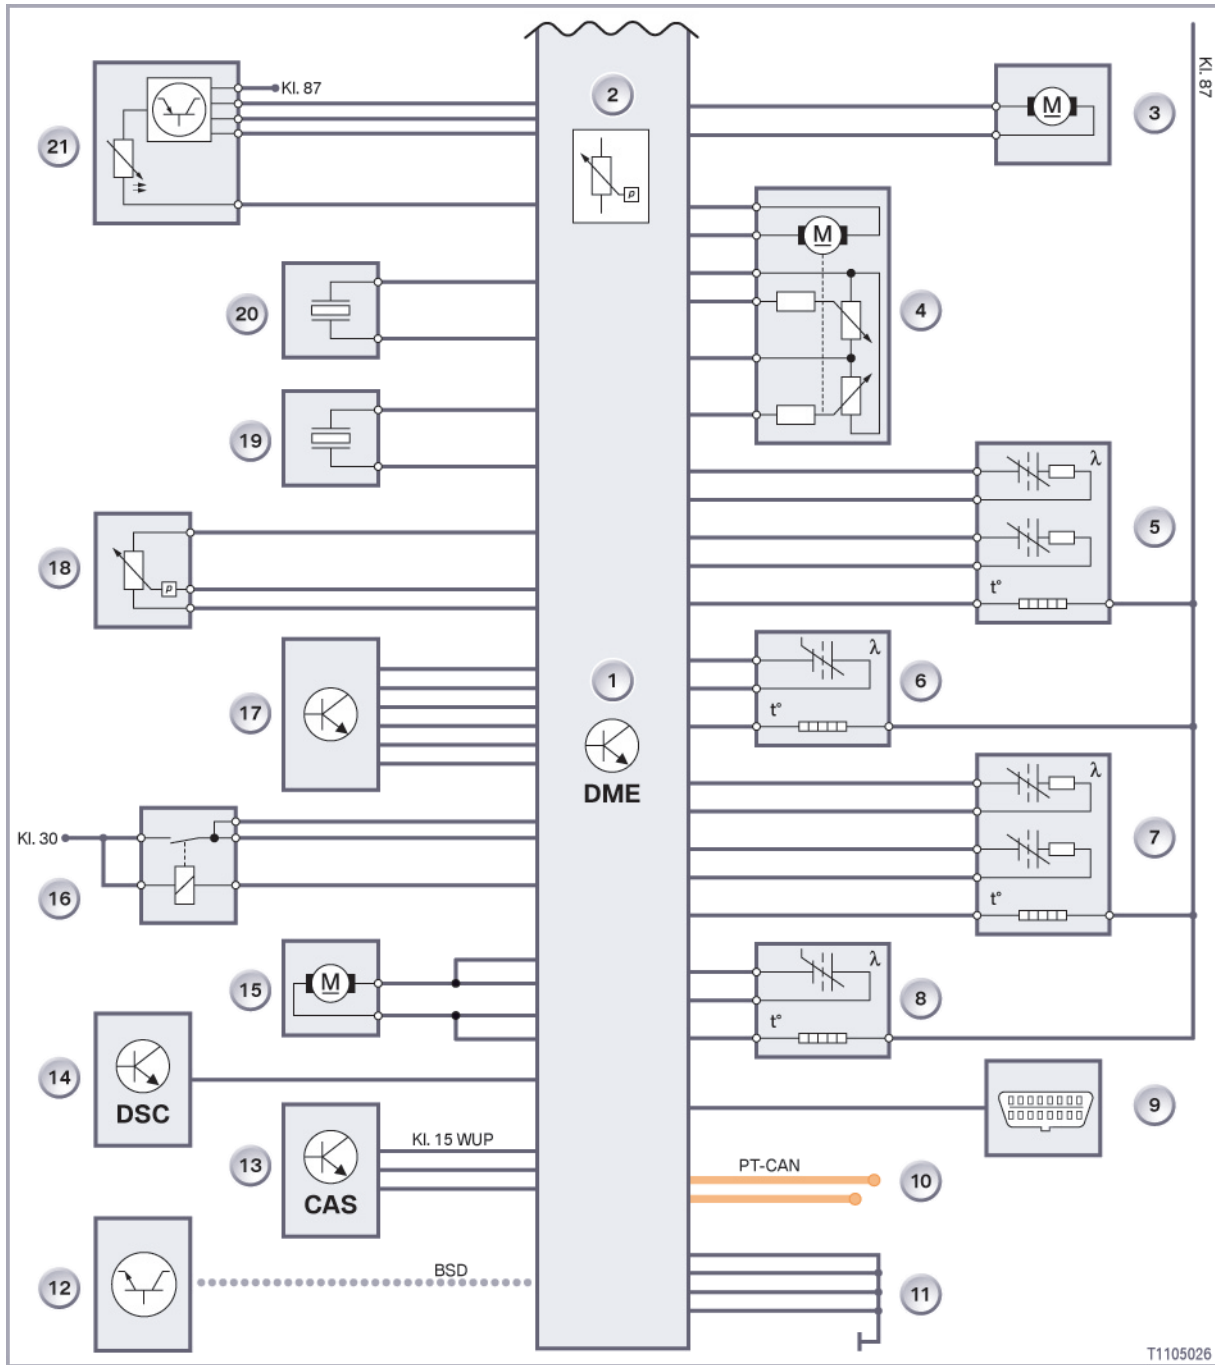 Kl. 87
2
Kl. 87
3
M
21
P
M
20
4
19
λ
5
t°
18
P
λ
6
t°
17
1
DME
λ
7
t°
Kl. 30
16
λ
8
t°
M
15
14
DSC
9
Kl. 15 WUP
13
CAS
PT-CAN
10
12
BSD
11
T1105026